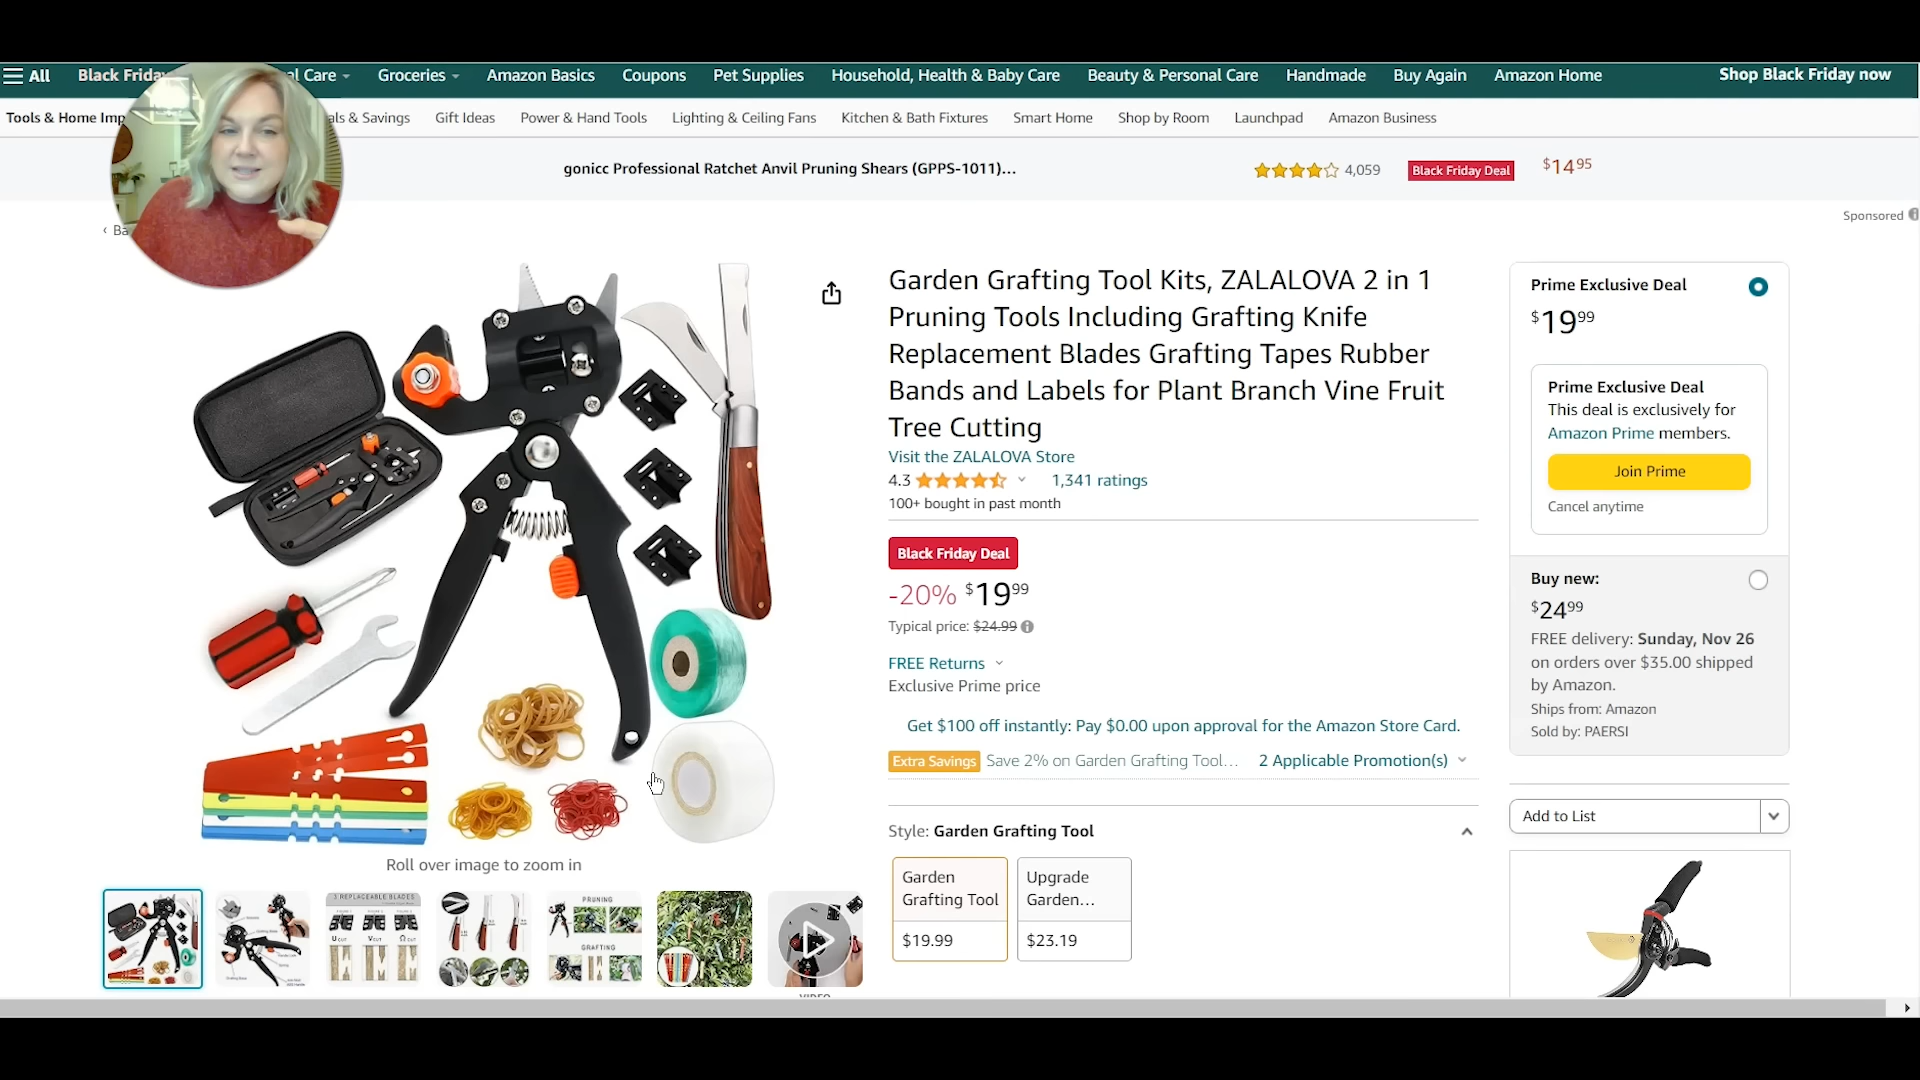 All
Black Friday
al Care
Groceries
Amazon Basics
Coupons
Pet Supplies
Household, Health & Baby Care
Beauty & Personal Care
Handmade
Buy Again
Amazon Home
Shop Black Friday now
Tools & Home Imp
als & Savings
Gift Ideas
Power & Hand Tools
Lighting & Ceiling Fans
Kitchen & Bath Fixtures
Smart Home
Shop by Room
Launchpad
Amazon Business
gonicc Professional Ratchet Anvil Pruning Shears (GPPS-1011)...
4,059
Black Friday Deal
$14 95
Sponsored
‹ Ba
Garden Grafting Tool Kits, ZALALOVA 2 in 1
Pruning Tools Including Grafting Knife
Replacement Blades Grafting Tapes Rubber
Bands and Labels for Plant Branch Vine Fruit
Tree Cutting
Visit the ZALALOVA Store
4.3
1,341 ratings
100+ bought in past month
Black Friday Deal
-20% $19 99
Typical price: $24.99
FREE Returns
Exclusive Prime price
Get $100 off instantly: Pay $0.00 upon approval for the Amazon Store Card.
Extra Savings Save 2% on Garden Grafting Tool... 2 Applicable Promotion(s)
Style: Garden Grafting Tool
Garden
Grafting Tool
$19.99
Upgrade
Garden...
$23.19
Prime Exclusive Deal
$19 99
Prime Exclusive Deal
This deal is exclusively for
Amazon Prime members.
Join Prime
Cancel anytime
Buy new:
$24 99
FREE delivery: Sunday, Nov 26
on orders over $35.00 shipped
by Amazon.
Ships from: Amazon
Sold by: PAERSI
Add to List
Roll over image to zoom in
3 REPLACEABLE BLADES
U CUT
V CUT
Ω CUT
PRUNING
GRAFTING
VIDEO